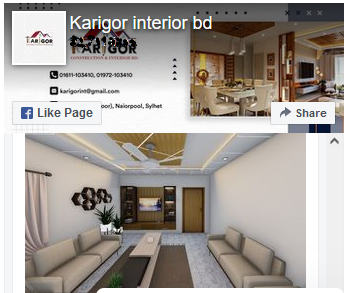 Karigor interior bd
KARIGOR
KARIGOR
CONSTRUCTION & INTERIOR BD
01611-103410, 01972-103410
karigorint@gmail.com
oor), Naiorpool, Sylhet
Like Page
Share